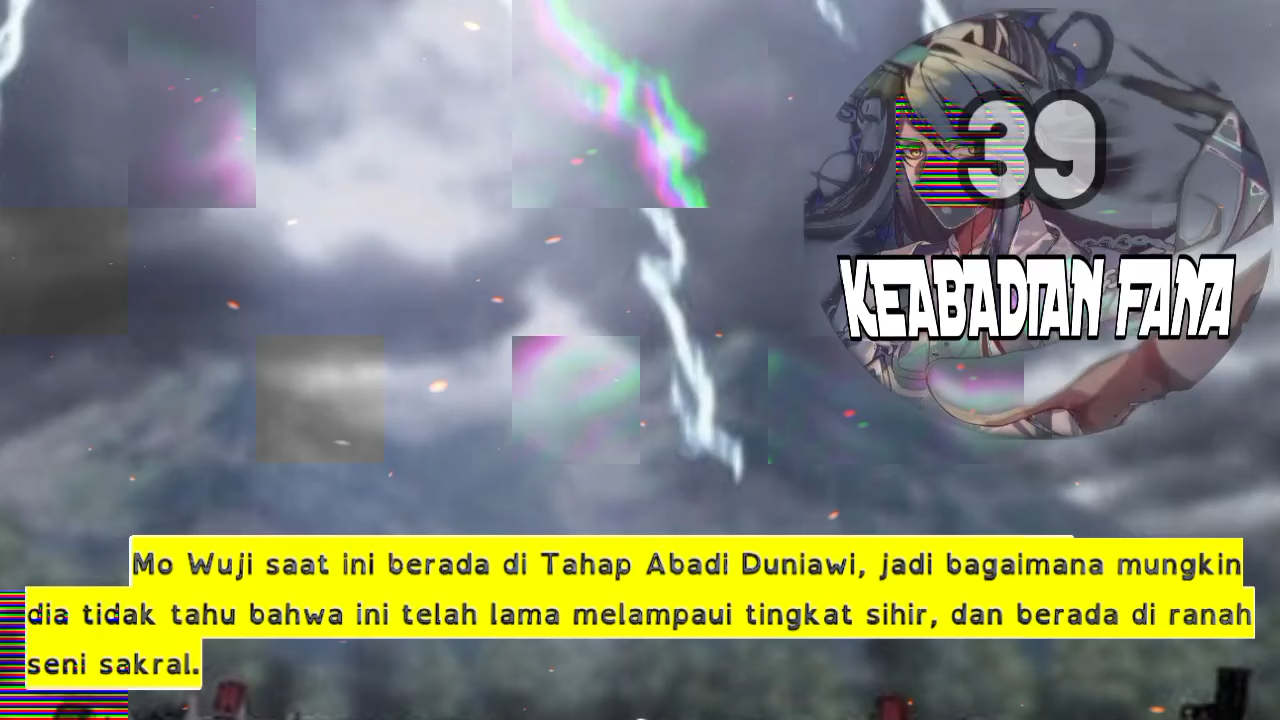 39
KEABADIAN FANA
Mo Wuji saat ini berada di Tahap Abadi Duniawi, jadi bagaimana mungkin
dia tidak tahu bahwa ini telah lama melampaui tingkat sihir, dan berada di ranah
seni sakral.